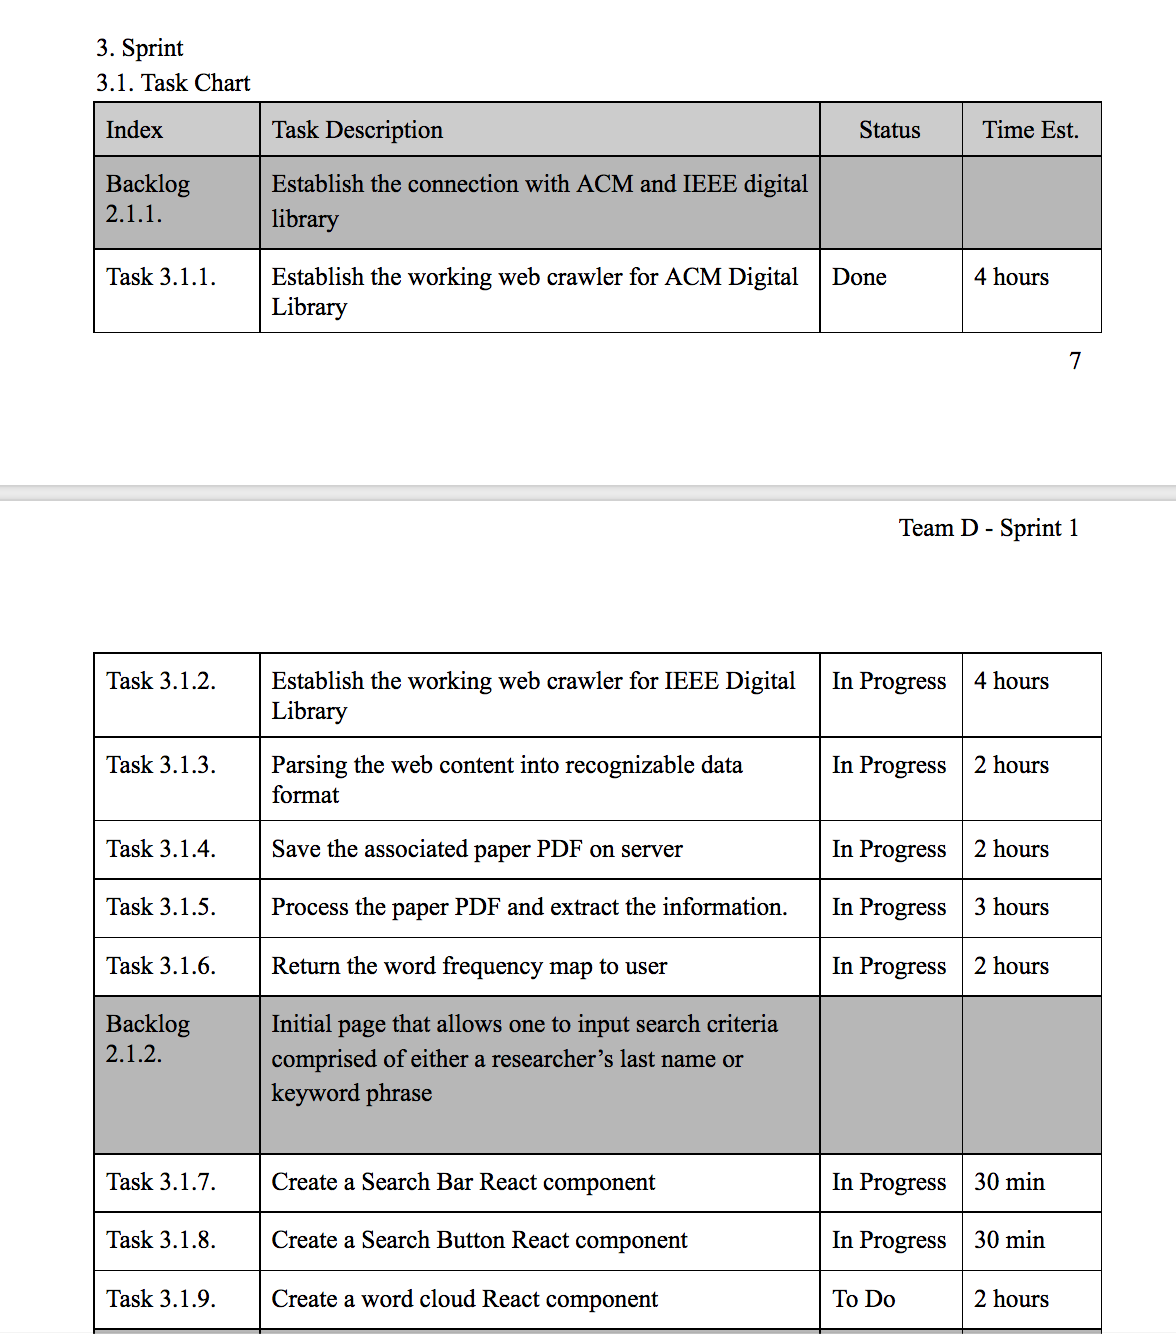 3. Sprint
3.1. Task Chart
Index Task Description Status Time Est.
Backlog Establish the connection with ACM and IEEE digital
2.1.1. library
Task 3.1.1. Establish the working web crawler for ACM Digital Done 4 hours
Library
7
Team D - Sprint 1
Task 3.1.2. Establish the working web crawler for IEEE Digital In Progress 4 hours
Library
Task 3.1.3. Parsing the web content into recognizable data In Progress 2 hours
format
Task 3.1.4. Save the associated paper PDF on server In Progress 2 hours
Task 3.1.5. Process the paper PDF and extract the information. In Progress 3 hours
Task 3.1.6. Return the word frequency map to user In Progress 2 hours
Backlog Initial page that allows one to input search criteria
2.1.2. comprised of either a researcher’s last name or
keyword phrase
Task 3.1.7. Create a Search Bar React component In Progress 30 min
Task 3.1.8. Create a Search Button React component In Progress 30 min
Task 3.1.9. Create a word cloud React component To Do 2 hours